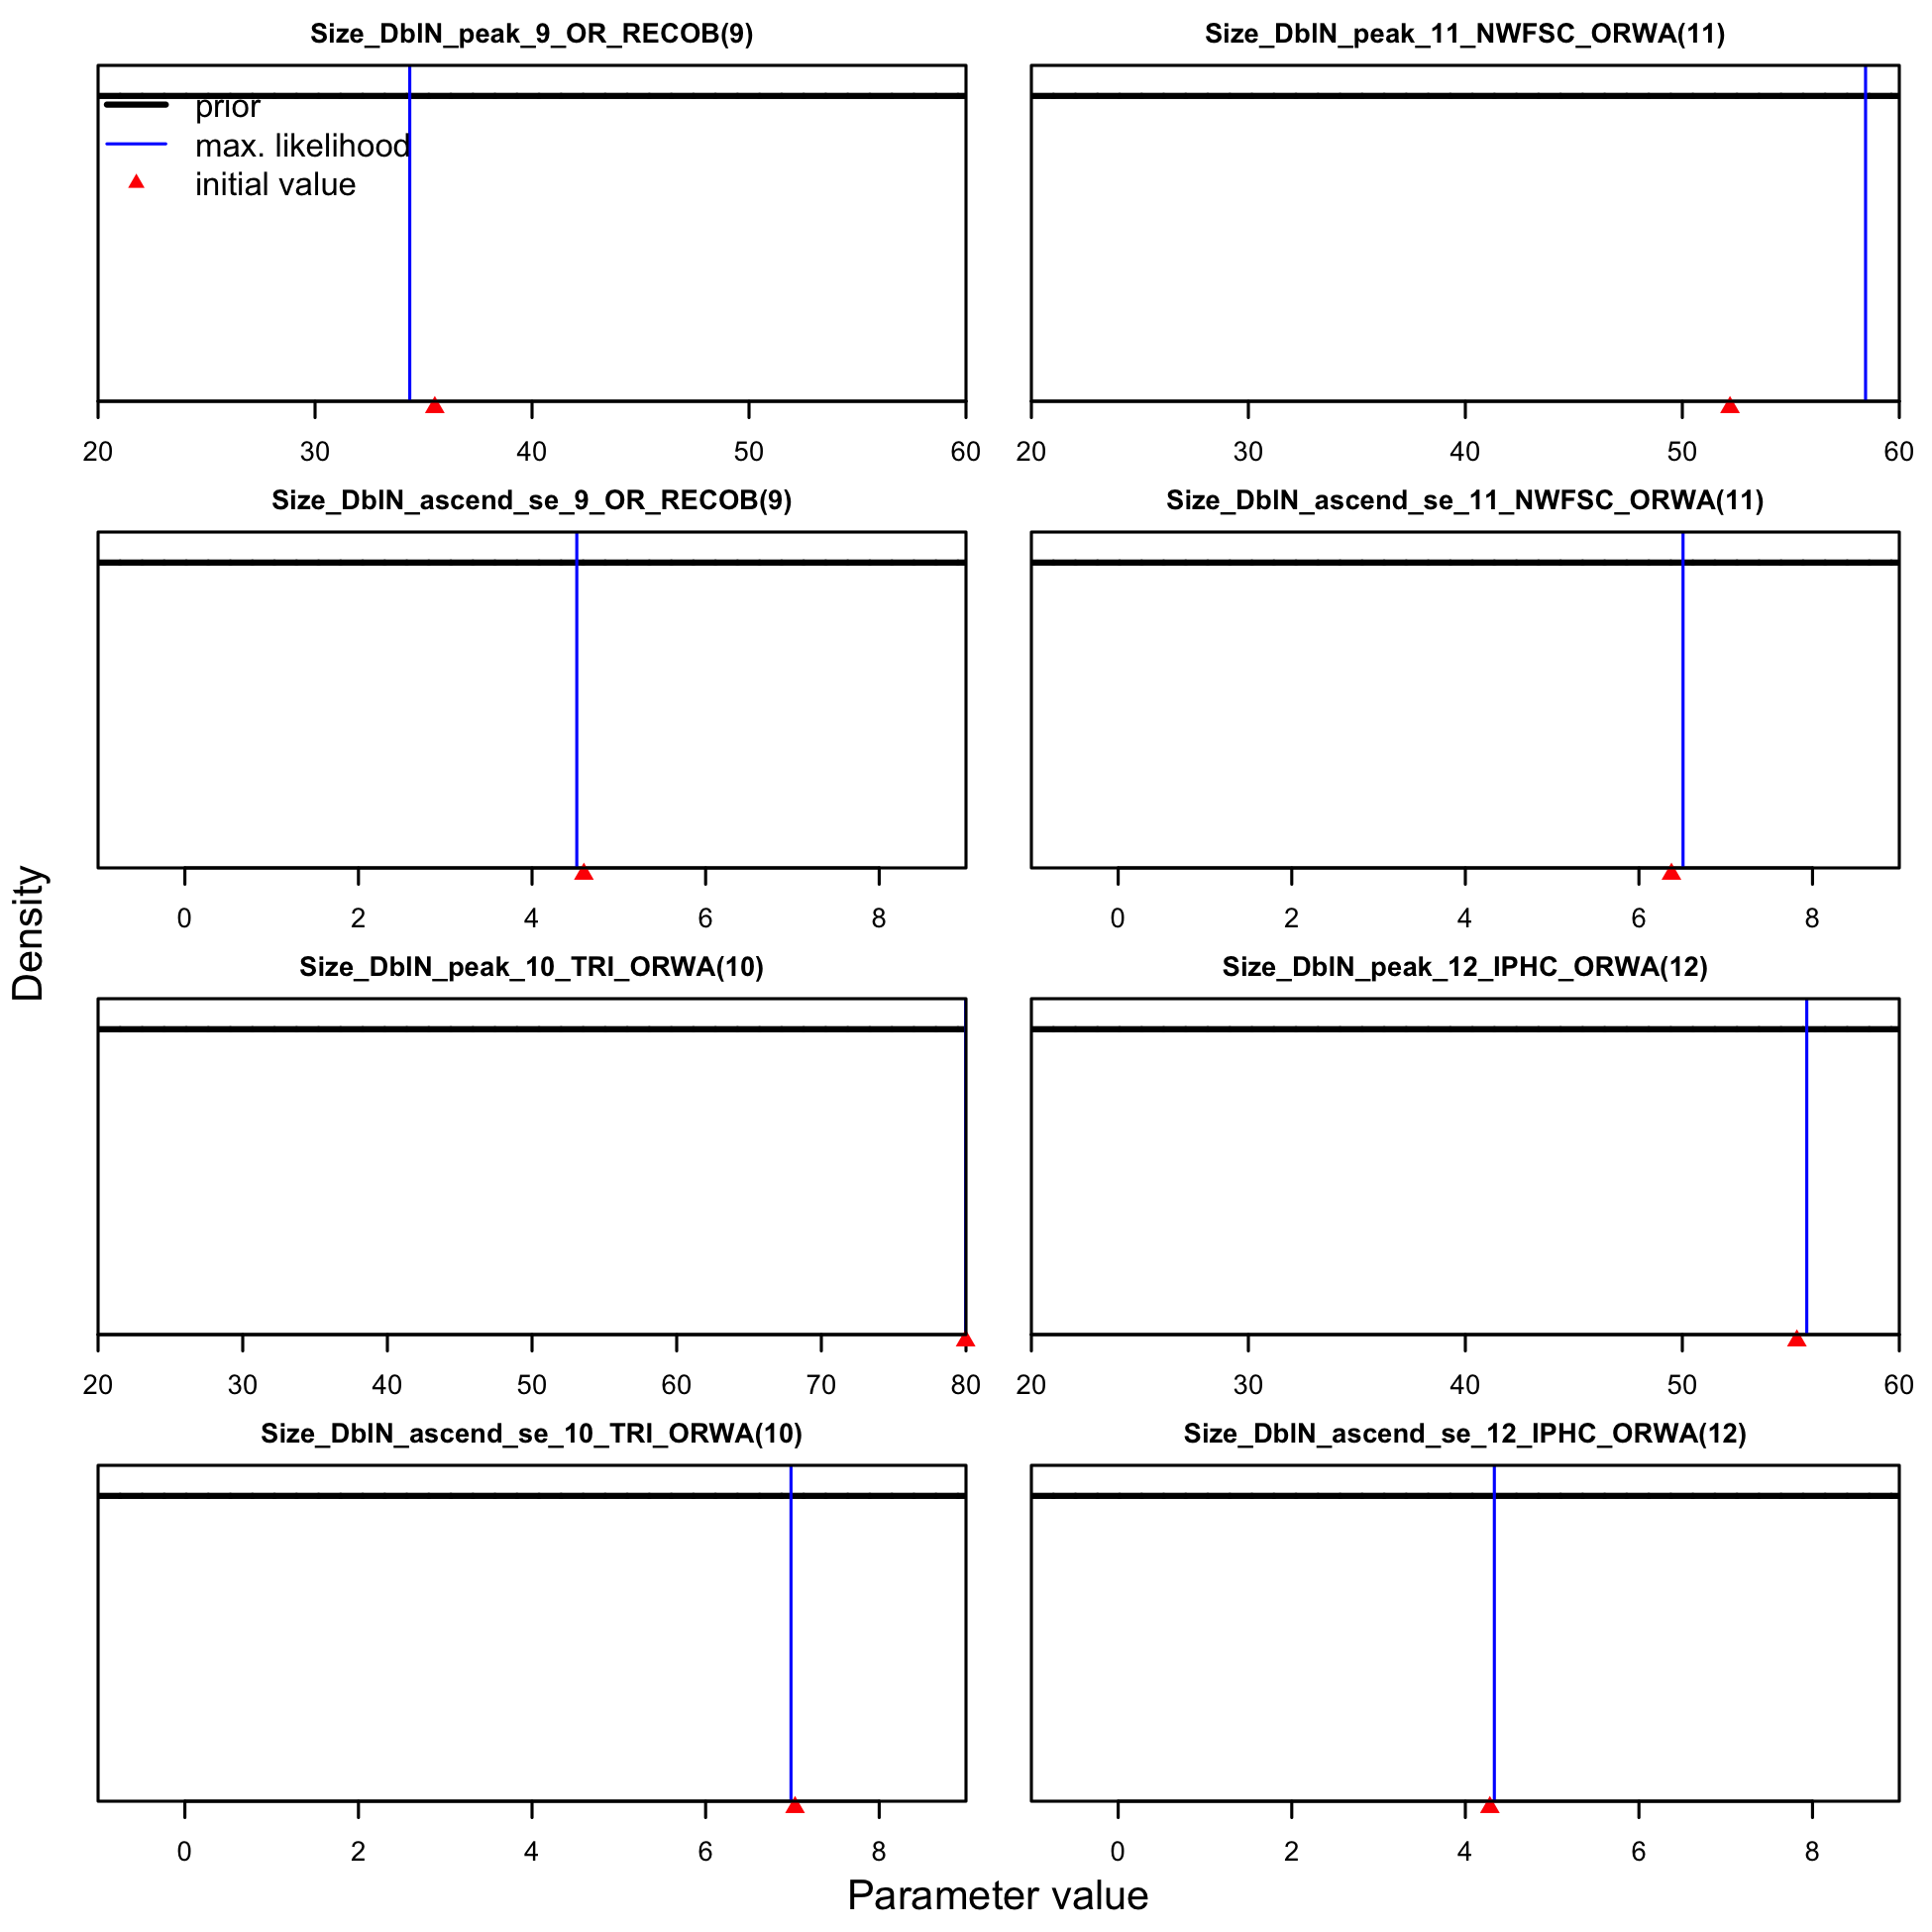 Size_DblN_peak_9_OR_RECOB(9)
prior
max. likelihood
initial value
20 30 40 50 60
Size_DblN_peak_11_NWFSC_ORWA(11)
20 30 40 50 60
Size_DblN_ascend_se_9_OR_RECOB(9)
0 2 4 6 8
Size_DblN_ascend_se_11_NWFSC_ORWA(11)
0 2 4 6 8
Density
Size_DblN_peak_10_TRI_ORWA(10)
20 30 40 50 60 70 80
Size_DblN_peak_12_IPHC_ORWA(12)
20 30 40 50 60
Size_DblN_ascend_se_10_TRI_ORWA(10)
0 2 4 6 8
Size_DblN_ascend_se_12_IPHC_ORWA(12)
0 2 4 6 8
Parameter value